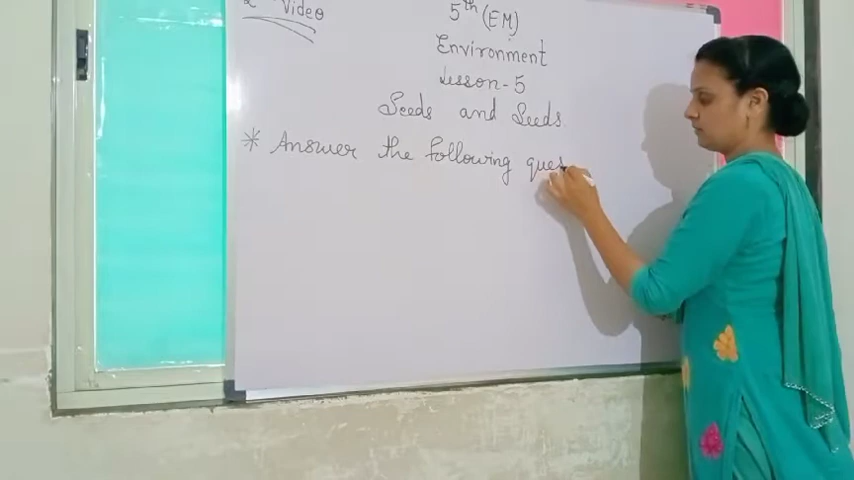 Video
5th (EM)
Environment
Lesson-5
Seeds and Seeds.
* Answer the following ques